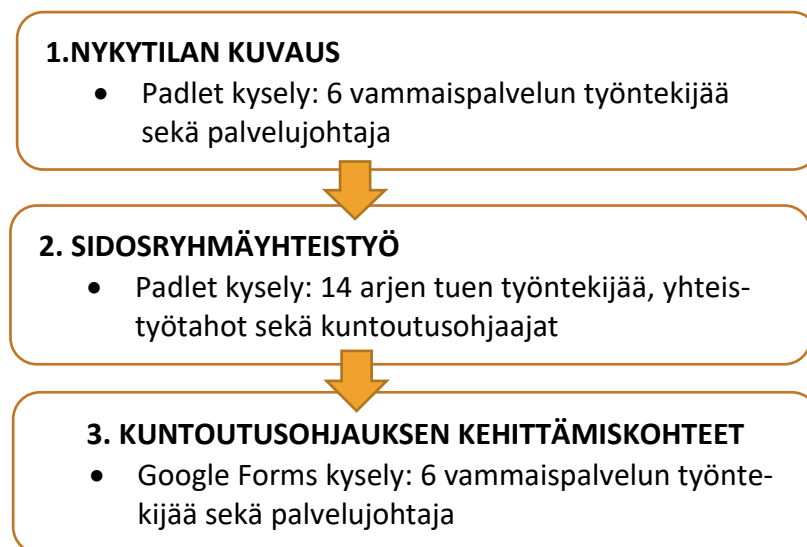 1.NYKYTILAN KUVAUS
• Padlet kysely: 6 vammaispalvelun työntekijää
sekä palvelujohtaja
2. SIDOSRYHMÄYHTEISTYÖ
• Padlet kysely: 14 arjen tuen työntekijää, yhteis-
työtahot sekä kuntoutusohjaajat
3. KUNTOUTUSOHJAUKSEN KEHITTÄMISKOHTEET
• Google Forms kysely: 6 vammaispalvelun työnte-
kijää sekä palvelujohtaja